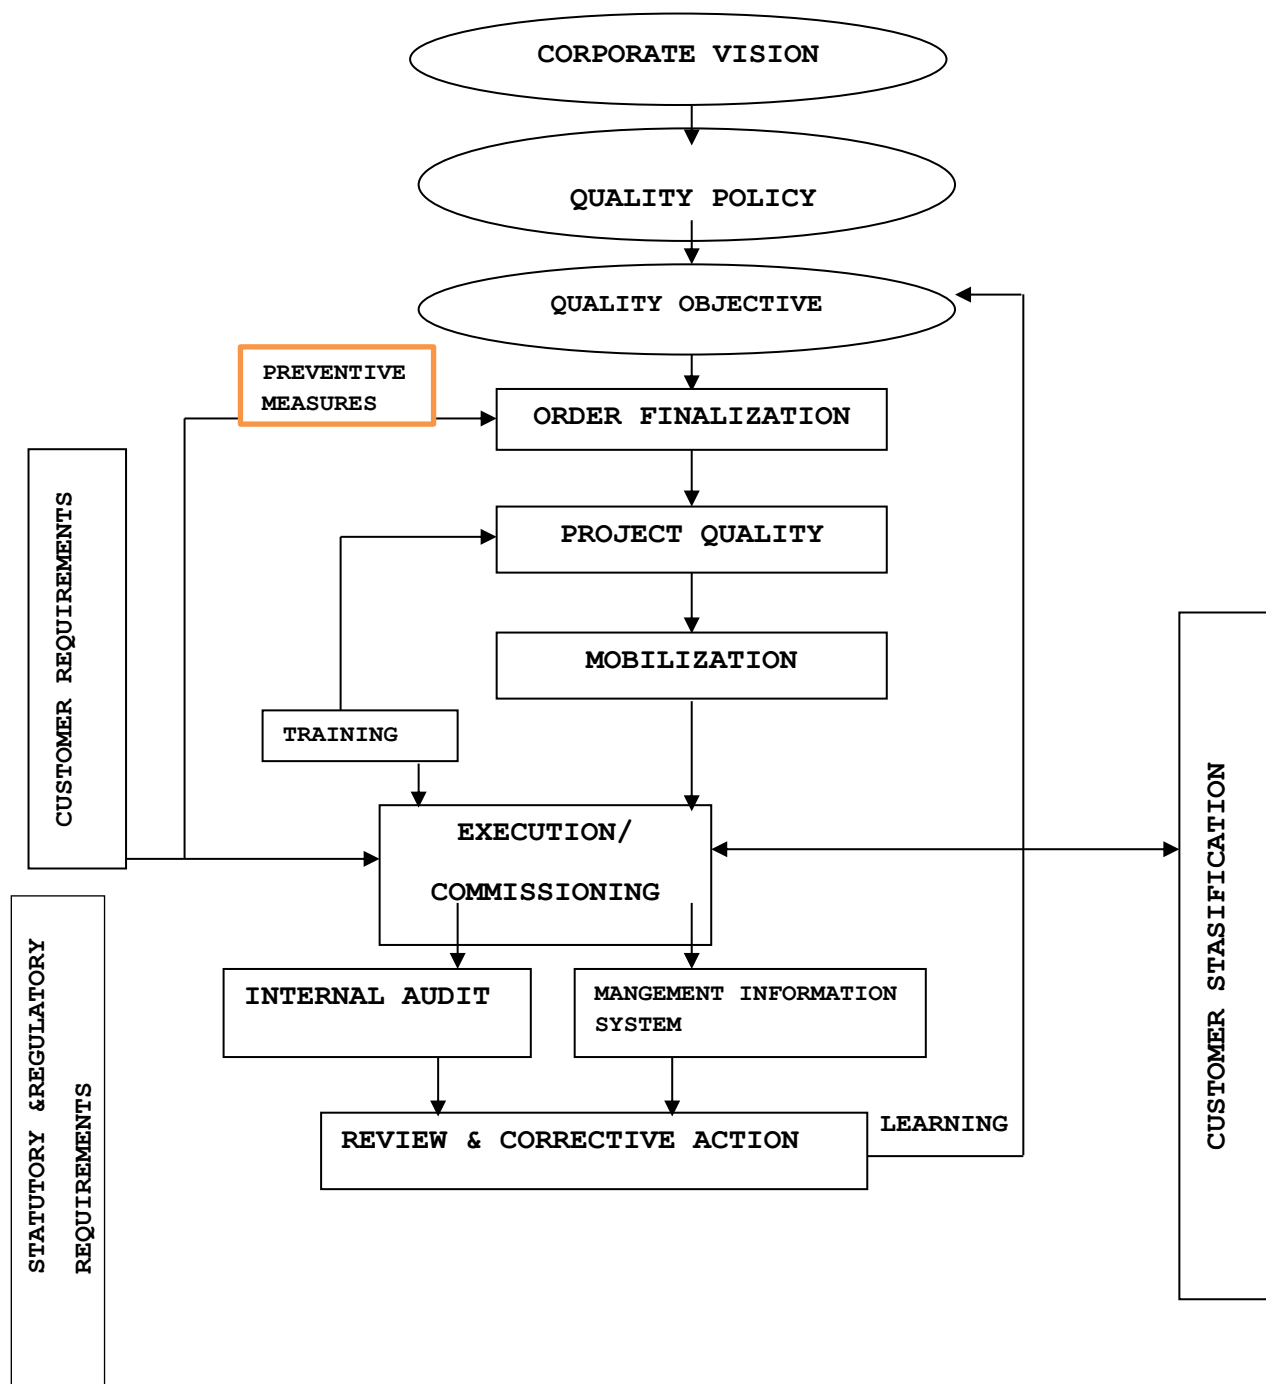 CORPORATE VISION
QUALITY POLICY
QUALITY OBJECTIVE
PREVENTIVE
MEASURES
ORDER FINALIZATION
CUSTOMER REQUIREMENTS
PROJECT QUALITY
MOBILIZATION
TRAINING
EXECUTION/
COMMISSIONING
CUSTOMER STASIFICATION
STATUTORY &REGULATORY
REQUIREMENTS
INTERNAL AUDIT
MANGEMENT INFORMATION
SYSTEM
REVIEW & CORRECTIVE ACTION
LEARNING